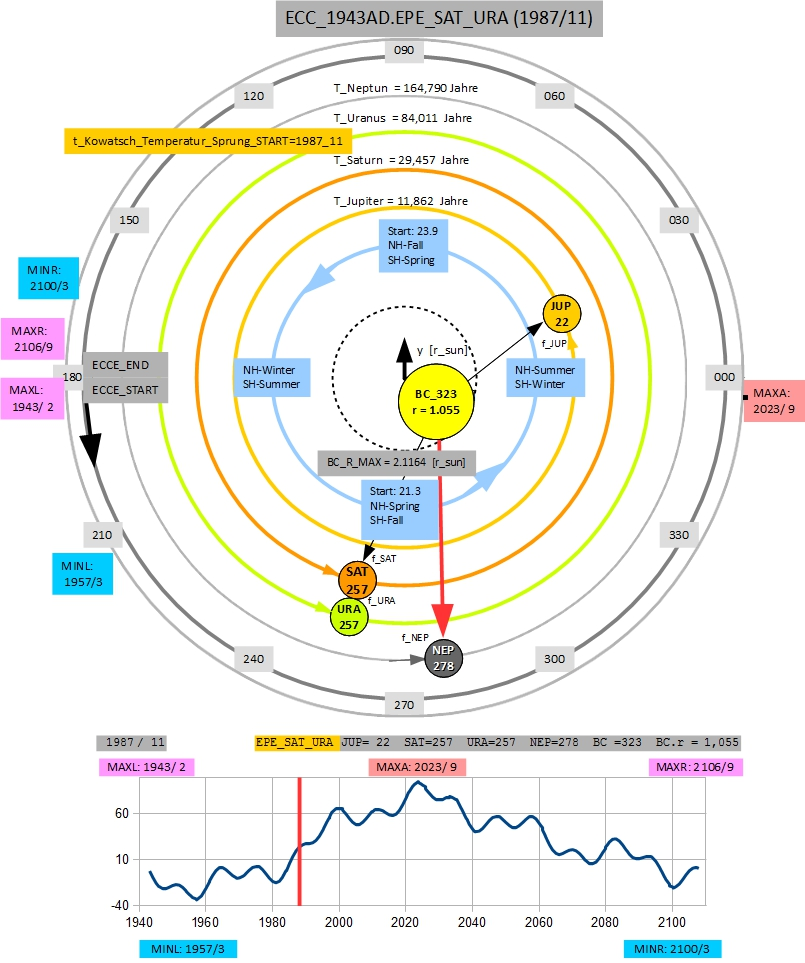 ECC_1943AD.EPE_SAT_URA (1987/11)
090
T_Neptun = 164,790 Jahre
120
060
T_Uranus = 84,011 Jahre
t_Kowatsch_Temperatur_Sprung_START=1987_11
T_Saturn = 29,457 Jahre
T_Jupiter = 11,862 Jahre
150
030
Start: 23.9
NH-Fall
SH-Spring
MINR:
2100/3
JUP
22
f_JUP
MAXR:
2106/9
y [r_sun]
ECCE_END
NH-Winter
SH-Summer
NH-Summer
SH-Winter
180
000
MAXL:
1943/ 2
ECCE_START
BC_323
r = 1.055
MAXA:
2023/ 9
BC_R_MAX = 2.1164 [r_sun]
Start: 21.3
NH-Spring
SH-Fall
210
330
f_SAT
MINL:
1957/3
SAT
257
f_URA
URA
257
f_NEP
NEP
278
240
300
270
1987 / 11
EPE_SAT_URA JUP= 22 SAT=257 URA=257 NEP=278 BC =323 BC.r = 1,055
MAXL: 1943/ 2
MAXA: 2023/ 9
MAXR: 2106/9
60
10
-40
1940 1960 1980 2000 2020 2040 2060 2080 2100
MINL: 1957/3
MINR: 2100/3